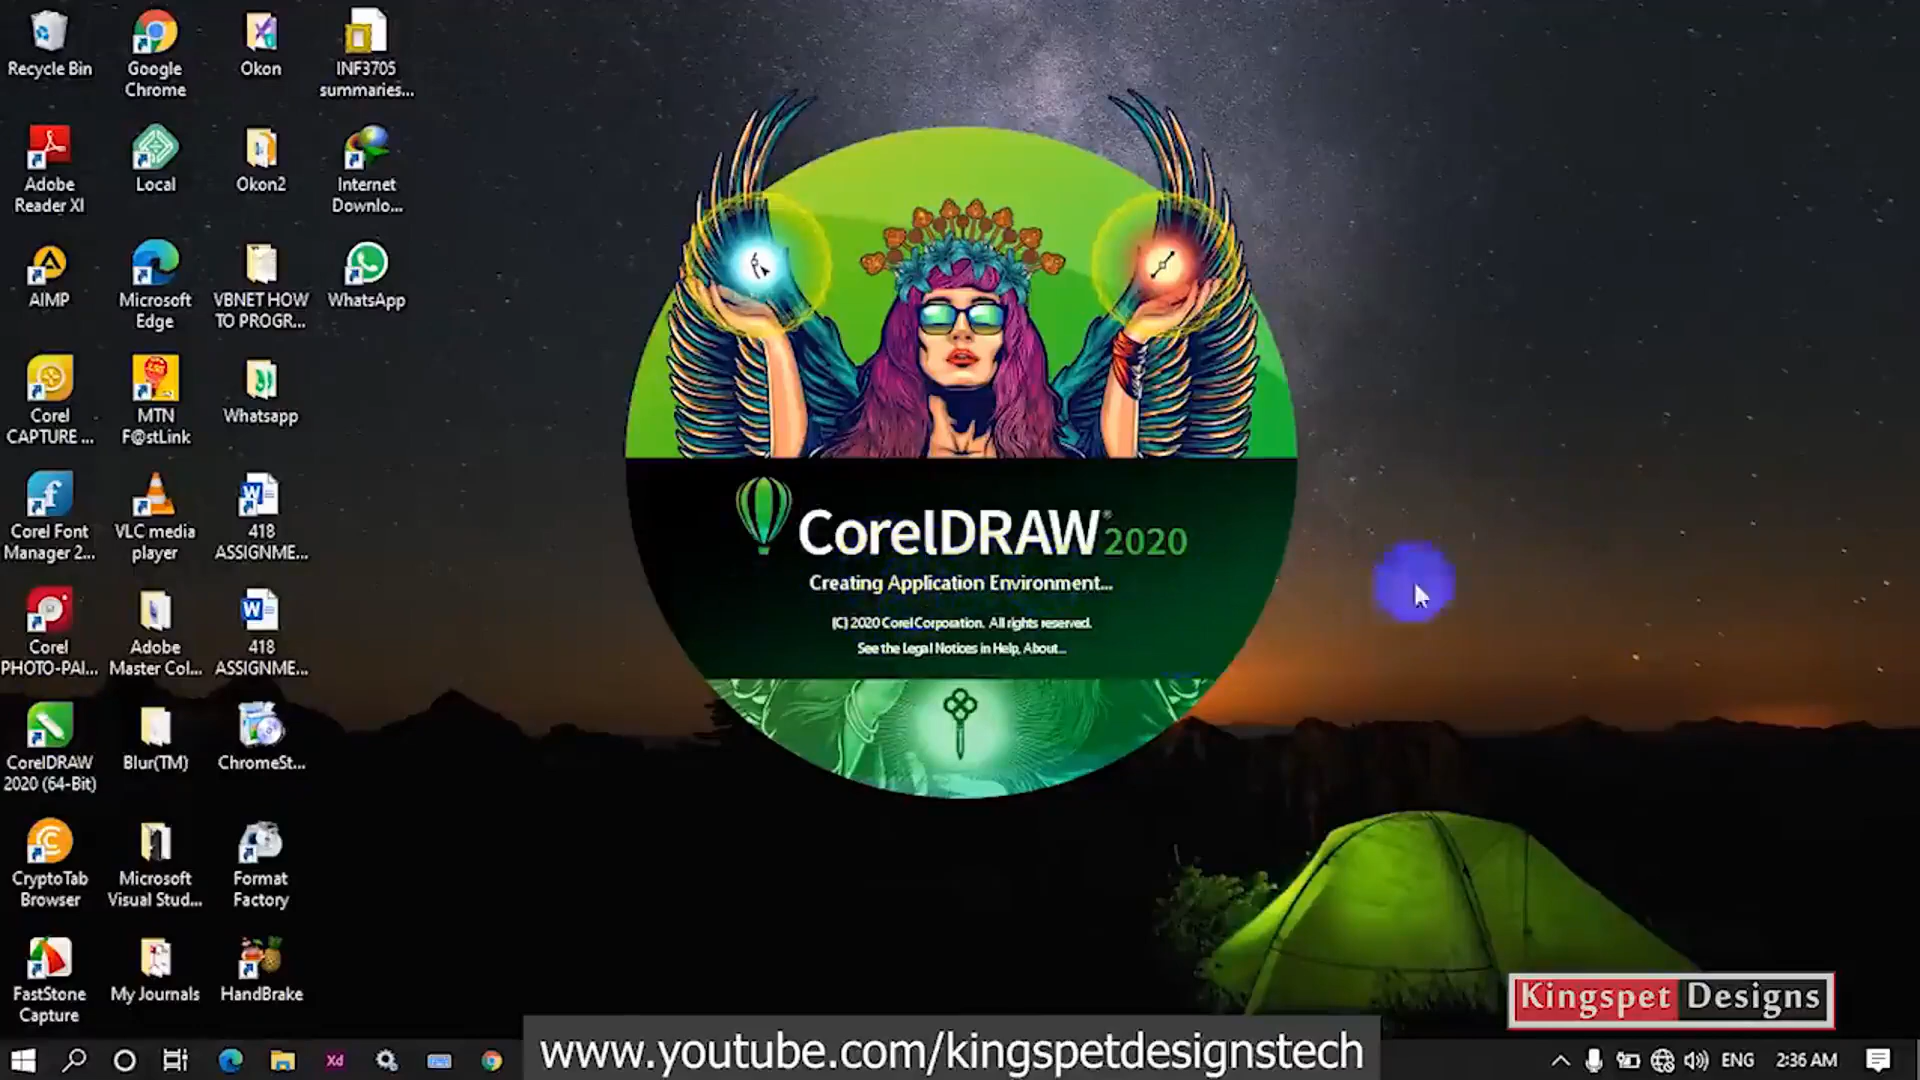 Recycle Bin
Google
Chrome
Okon
INF3705
summaries...
Adobe
Reader XI
Local
Okon2
Internet
Downlo...
AIMP
Microsoft
Edge
VBNET HOW
TO PROGR...
WhatsApp
Corel
CAPTURE ...
MTN
F@stLink
Whatsapp
Corel Font
Manager 2...
VLC media
player
418
ASSIGNME...
Corel
PHOTO-PAI...
Adobe
Master Col...
418
ASSIGNME...
CorelDRAW
2020 (64-Bit)
Blur(TM)
ChromeSt...
CryptoTab
Browser
Microsoft
Visual Stud...
Format
Factory
FastStone
Capture
My Journals
HandBrake
CorelDRAW® 2020
Creating Application Environment...
(C) 2020 Corel Corporation. All rights reserved.
See the Legal Notices in Help, About...
Kingspet Designs
www.youtube.com/kingspetdesignstech
Xd
ENG
2:36 AM